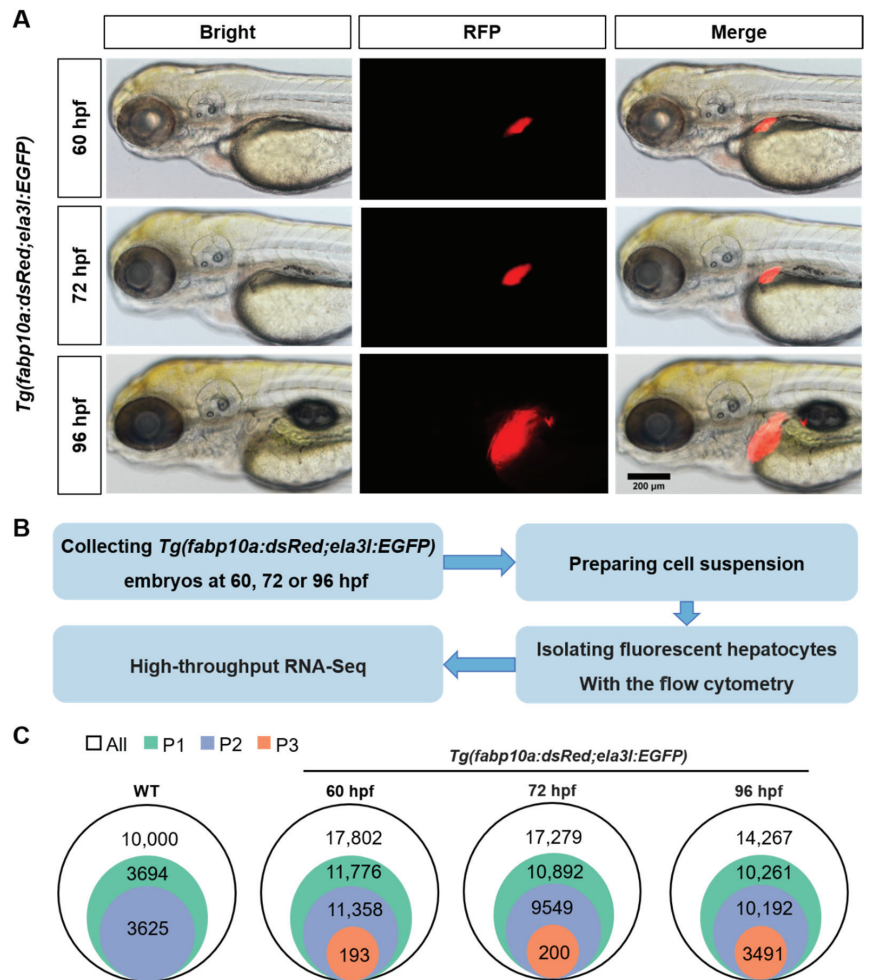 A
Bright
RFP
Merge
Tg(fabp10a:dsRed;ela3l:EGFP)
60 hpf
72 hpf
96 hpf
200 μm
B
Collecting Tg(fabp10a:dsRed;ela3l:EGFP)
embryos at 60, 72 or 96 hpf
Preparing cell suspension
Isolating fluorescent hepatocytes
With the flow cytometry
High-throughput RNA-Seq
C
All P1 P2 P3
Tg(fabp10a:dsRed;ela3l:EGFP)
WT 60 hpf 72 hpf 96 hpf
10,000 17,802 17,279 14,267
3694 11,776 10,892 10,261
3625 11,358 9549 10,192
193 200 3491